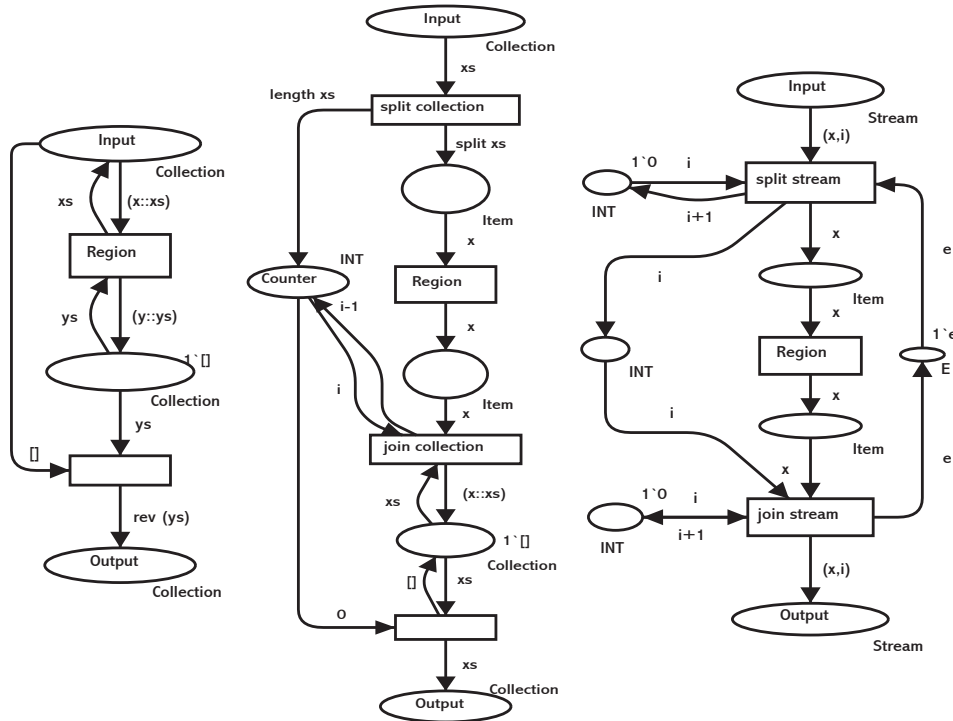 Input
Collection
xs
(x::xs)
Region
ys
(y::ys)
1`[]
Collection
ys
[]
rev (ys)
Output
Collection
Input
Collection
xs
length xs
split collection
split xs
Item
x
INT
Counter
Region
i-1
x
i
Item
x
join collection
xs
(x::xs)
1`[]
Collection
[]
xs
0
xs
Collection
Output
Input
Stream
(x,i)
1`0
i
split stream
INT
i+1
x
e
i
Item
x
1`e
Region
INT
E
x
i
Item
e
x
1`0
i
join stream
INT
i+1
(x,i)
Output
Stream